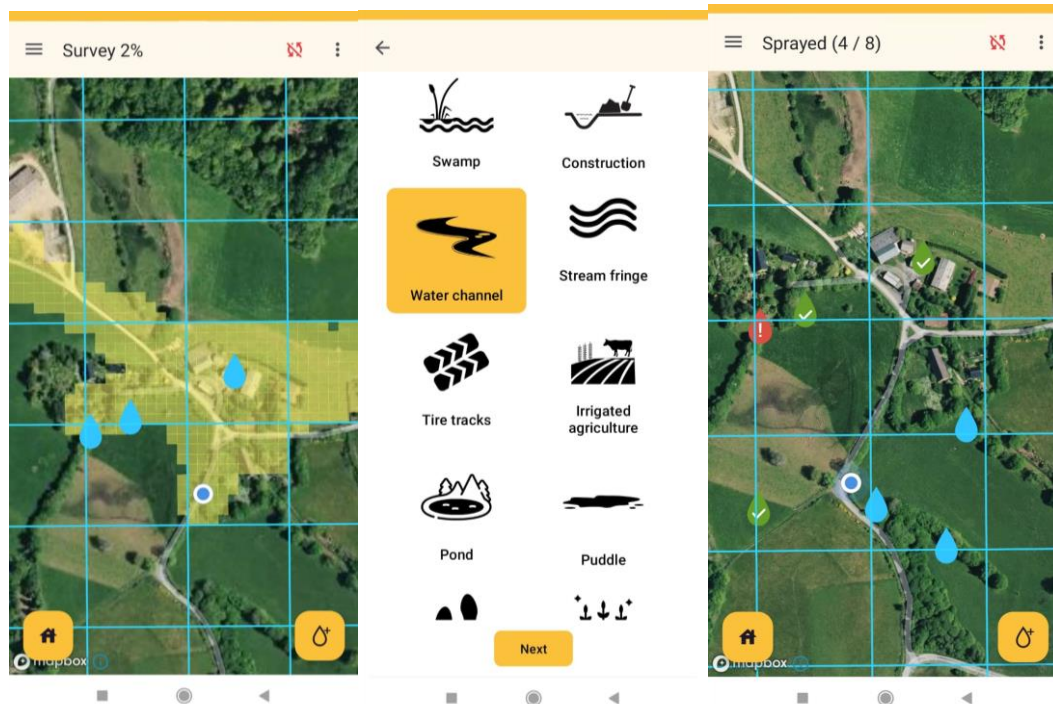 Survey 2%
mapbox
Swamp
Construction
Water channel
Stream fringe
Tire tracks
Irrigated
agriculture
Pond
Puddle
Next
Sprayed (4 / 8)
mapbox